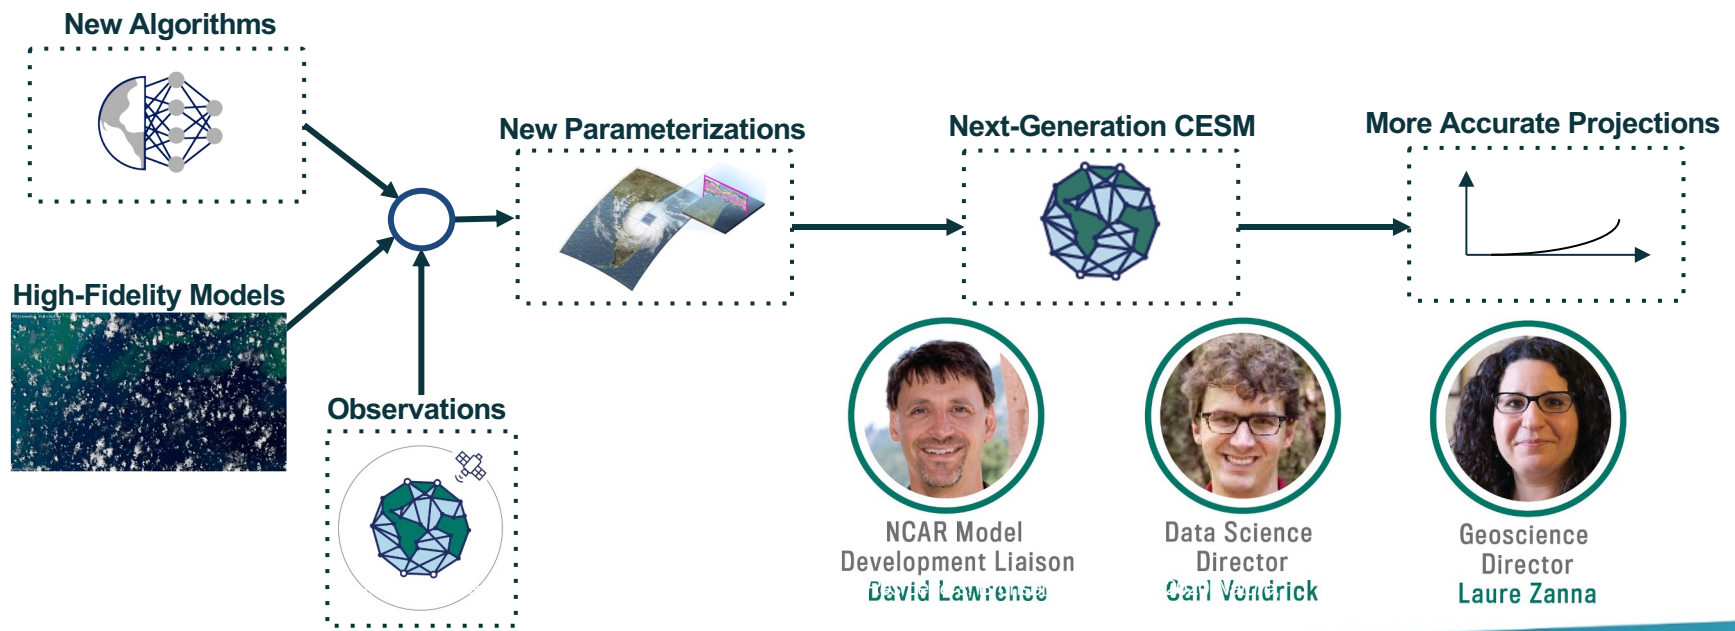 New Algorithms
New Parameterizations
Next-Generation CESM
More Accurate Projections
High-Fidelity Models
Observations
NCAR Model
Development Liaison
David Lawrence
Data Science
Director
Carl Vondrick
Geoscience
Director
Laure Zanna